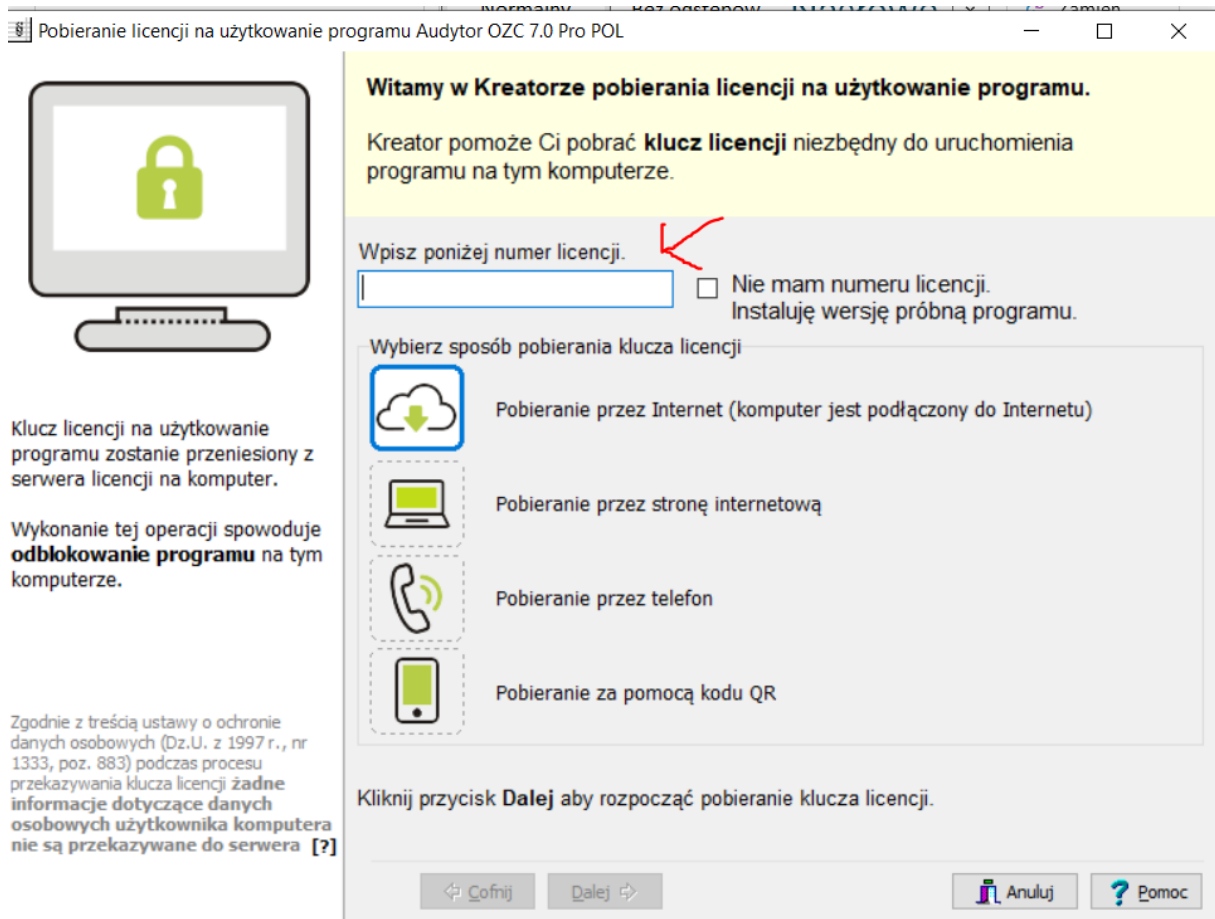 Normalny
Bez odstępów
Zamień
Pobieranie licencji na użytkowanie programu Audytor OZC 7.0 Pro POL
Witamy w Kreatorze pobierania licencji na użytkowanie programu.
Kreator pomoże Ci pobrać klucz licencji niezbędny do uruchomienia
programu na tym komputerze.
Wpisz poniżej numer licencji.
Nie mam numeru licencji.
Instaluję wersję próbną programu.
Wybierz sposób pobierania klucza licencji
Pobieranie przez Internet (komputer jest podłączony do Internetu)
Pobieranie przez stronę internetową
Pobieranie przez telefon
Pobieranie za pomocą kodu QR
Klucz licencji na użytkowanie
programu zostanie przeniesiony z
serwera licencji na komputer.
Wykonanie tej operacji spowoduje
odblokowanie programu na tym
komputerze.
Zgodnie z treścią ustawy o ochronie
danych osobowych (Dz.U. z 1997 r., nr
1333, poz. 883) podczas procesu
przekazywania klucza licencji żadne
informacje dotyczące danych
osobowych użytkownika komputera
nie są przekazywane do serwera [?]
Kliknij przycisk Dalej aby rozpocząć pobieranie klucza licencji.
Cofnij
Dalej
Anuluj
Pomoc